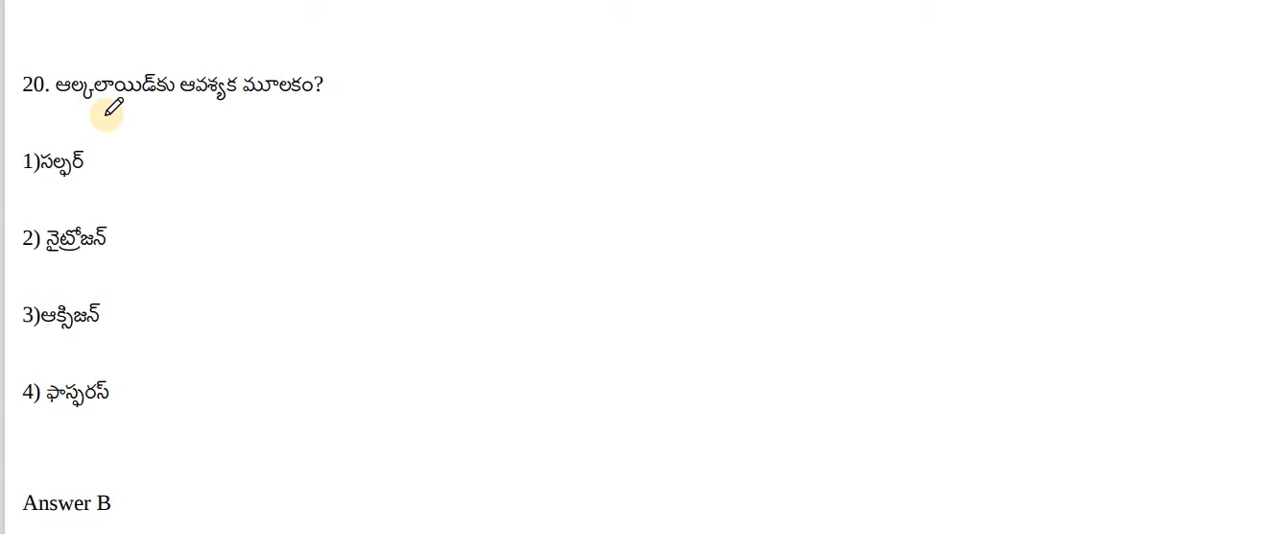 20. ఆల్కలాయిడ్‌కు ఆవశ్యక మూలకం?
1)సల్ఫర్
2) నైట్రోజన్
3)ఆక్సిజన్
4) ఫాస్ఫరస్
Answer B